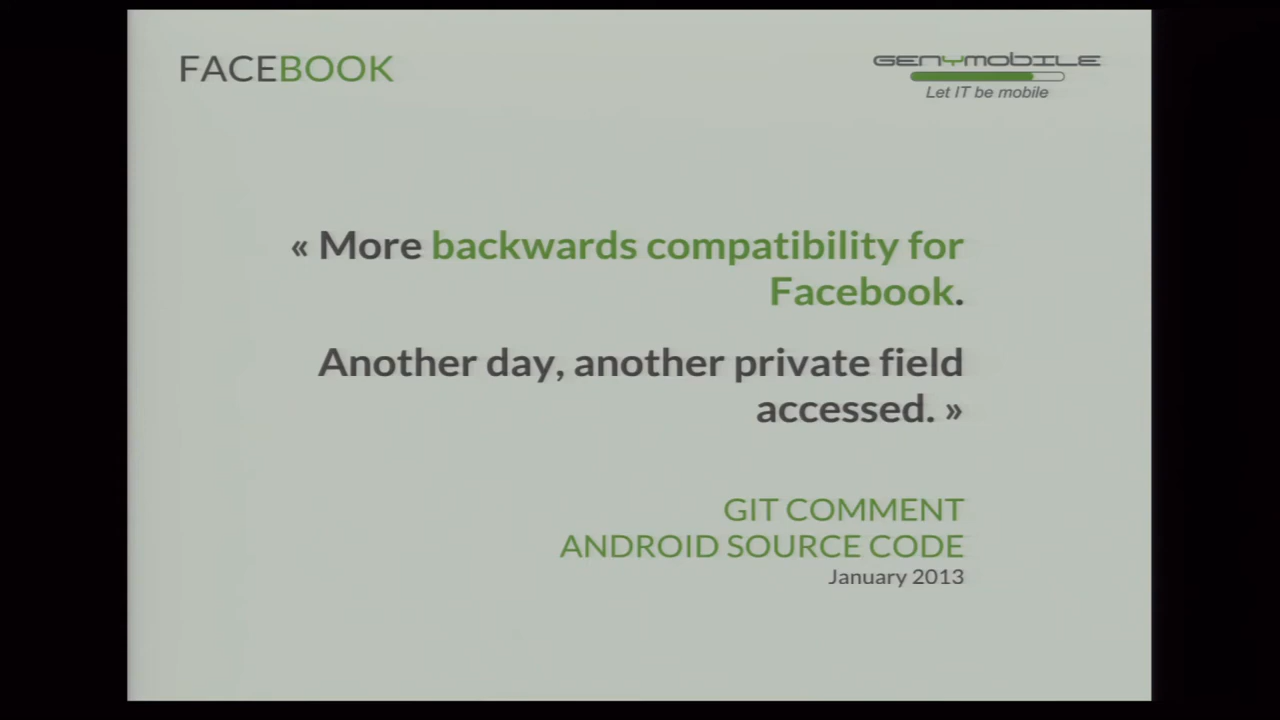 FACEBOOK
GENYMOBILE
Let IT be mobile
« More backwards compatibility for
Facebook.
Another day, another private field
accessed. »
GIT COMMENT
ANDROID SOURCE CODE
January 2013